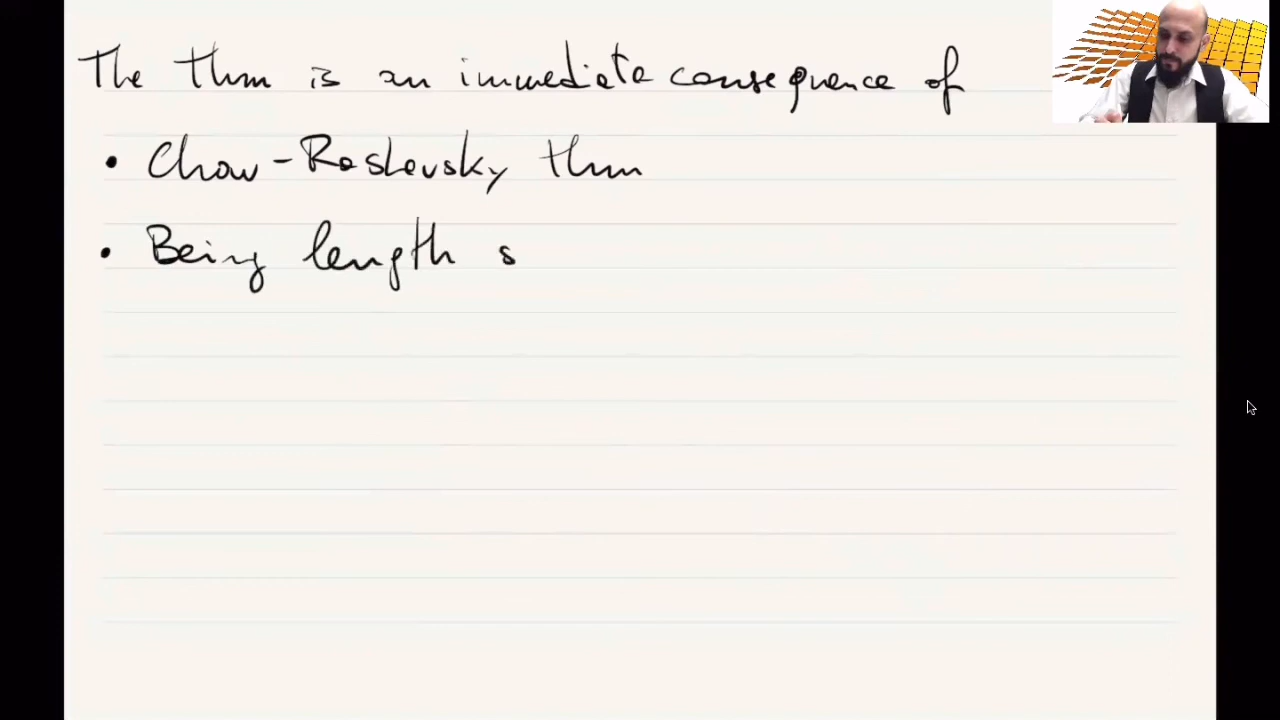 The thm is an immediate consequence of
• Chow-Rashevsky thm
• Being length s